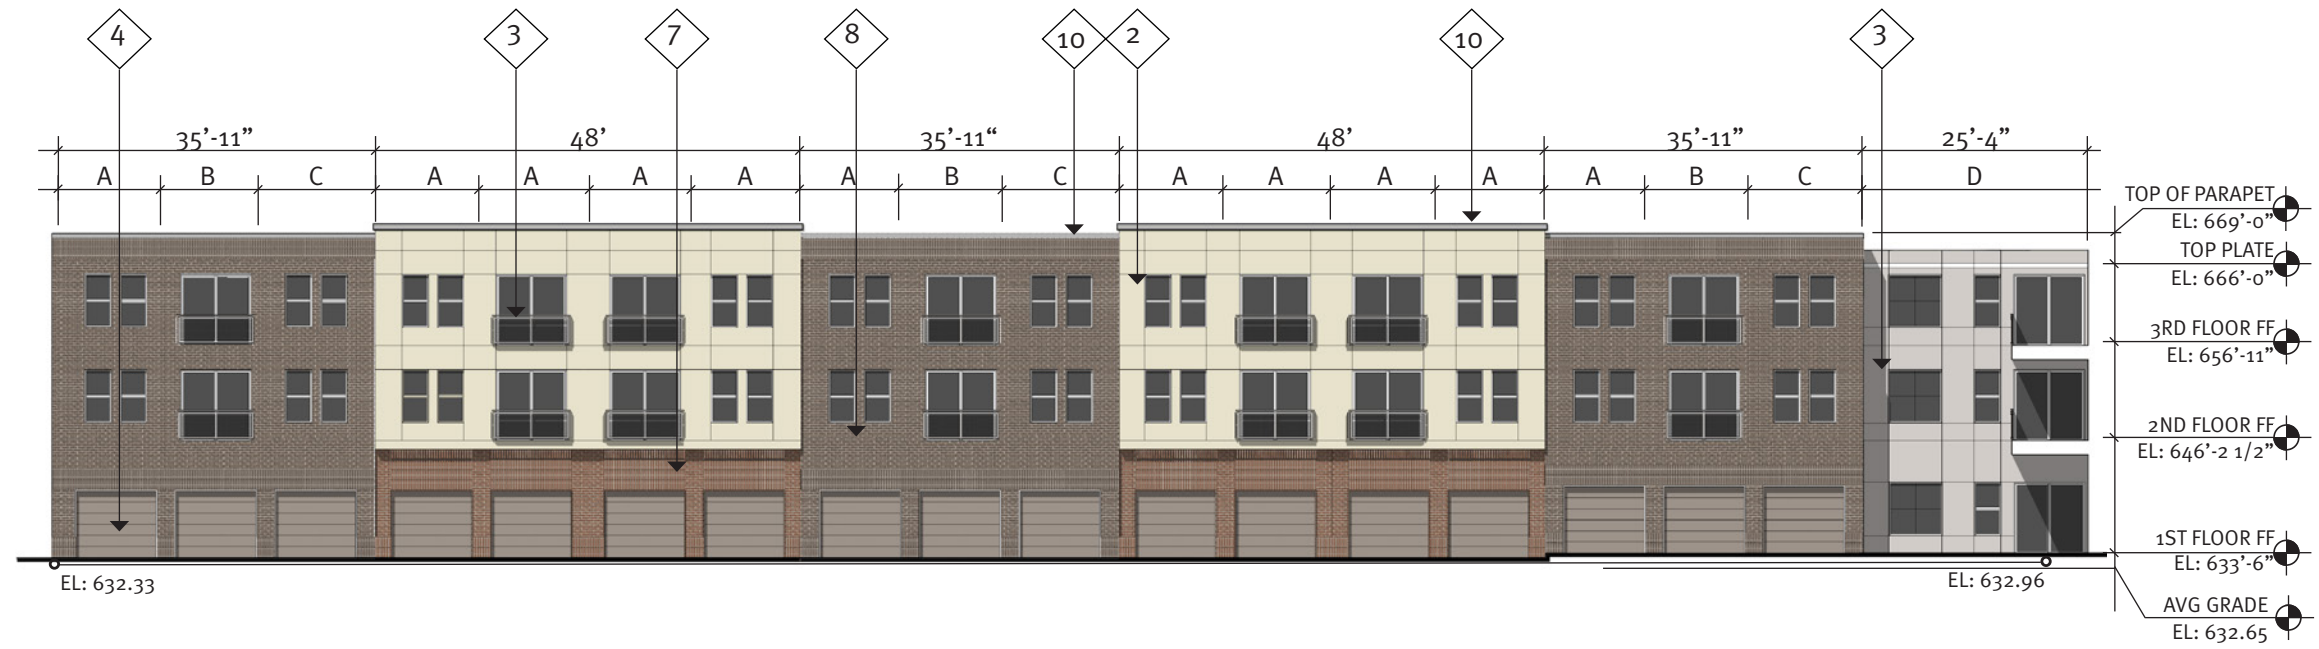 4 3 7 8 10 2 10 3
35’-11” 48’ 35’-11“ 48’ 35’-11” 25’-4”
A B C A A A A A B C A A A A A B C D
TOP OF PARAPET
EL: 669’-0”
TOP PLATE
EL: 666’-0”
3RD FLOOR FF
EL: 656’-11”
2ND FLOOR FF
EL: 646’-2 1/2”
1ST FLOOR FF
EL: 633’-6”
EL: 632.33 EL: 632.96
AVG GRADE
EL: 632.65